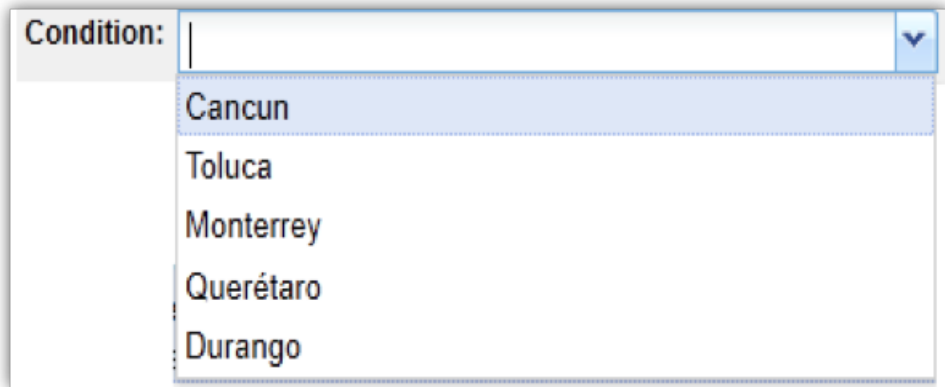 Condition:
Cancun
Toluca
Monterrey
Querétaro
Durango